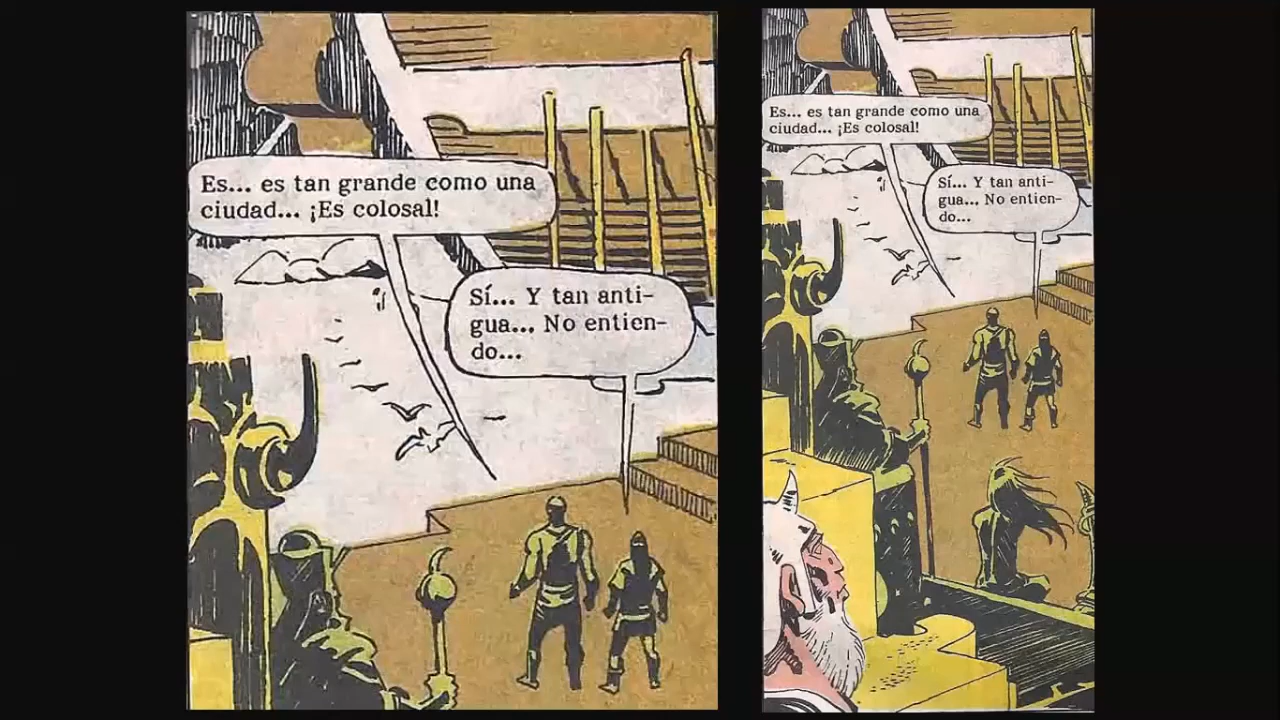 Es... es tan grande como una
ciudad... ¡Es colosal!
Sí... Y tan anti-
gua... No entien-
do...
Es... es tan grande como una
ciudad... ¡Es colosal!
Sí... Y tan anti-
gua... No entien-
do...